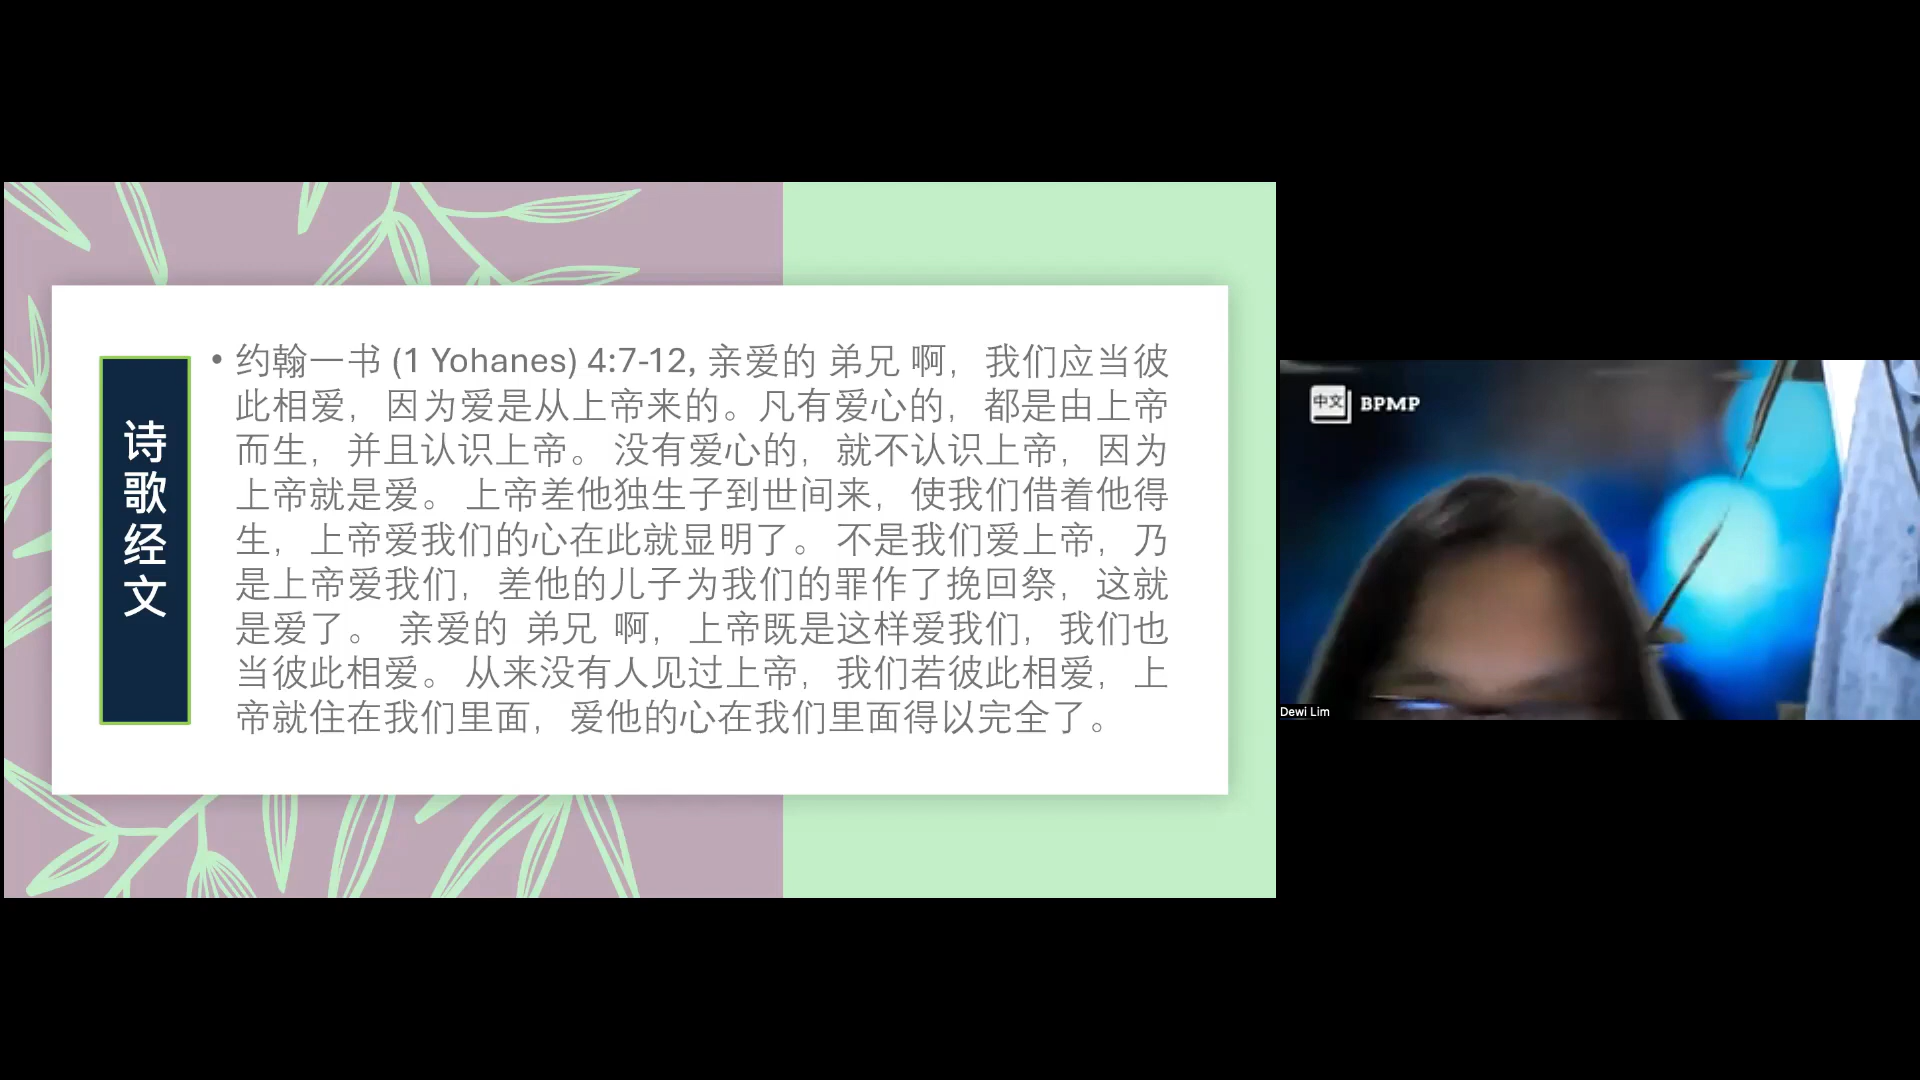 诗歌经文
• 约翰一书 (1 Yohanes) 4:7-12, 亲爱的 弟兄 啊，我们应当彼
此相爱，因为爱是从上帝来的。凡有爱心的，都是由上帝
而生，并且认识上帝。 没有爱心的，就不认识上帝，因为
上帝就是爱。 上帝差他独生子到世间来，使我们借着他得
生，上帝爱我们的心在此就显明了。 不是我们爱上帝，乃
是上帝爱我们，差他的儿子为我们的罪作了挽回祭，这就
是爱了。 亲爱的 弟兄 啊，上帝既是这样爱我们，我们也
当彼此相爱。 从来没有人见过上帝，我们若彼此相爱，上
帝就住在我们里面，爱他的心在我们里面得以完全了。
中文 BPMP
Dewi Lim